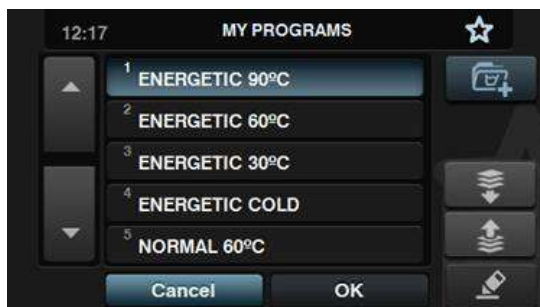 12:17 MY PROGRAMS
1 ENERGETIC 90ºC
2 ENERGETIC 60ºC
3 ENERGETIC 30ºC
4 ENERGETIC COLD
5 NORMAL 60ºC
Cancel OK